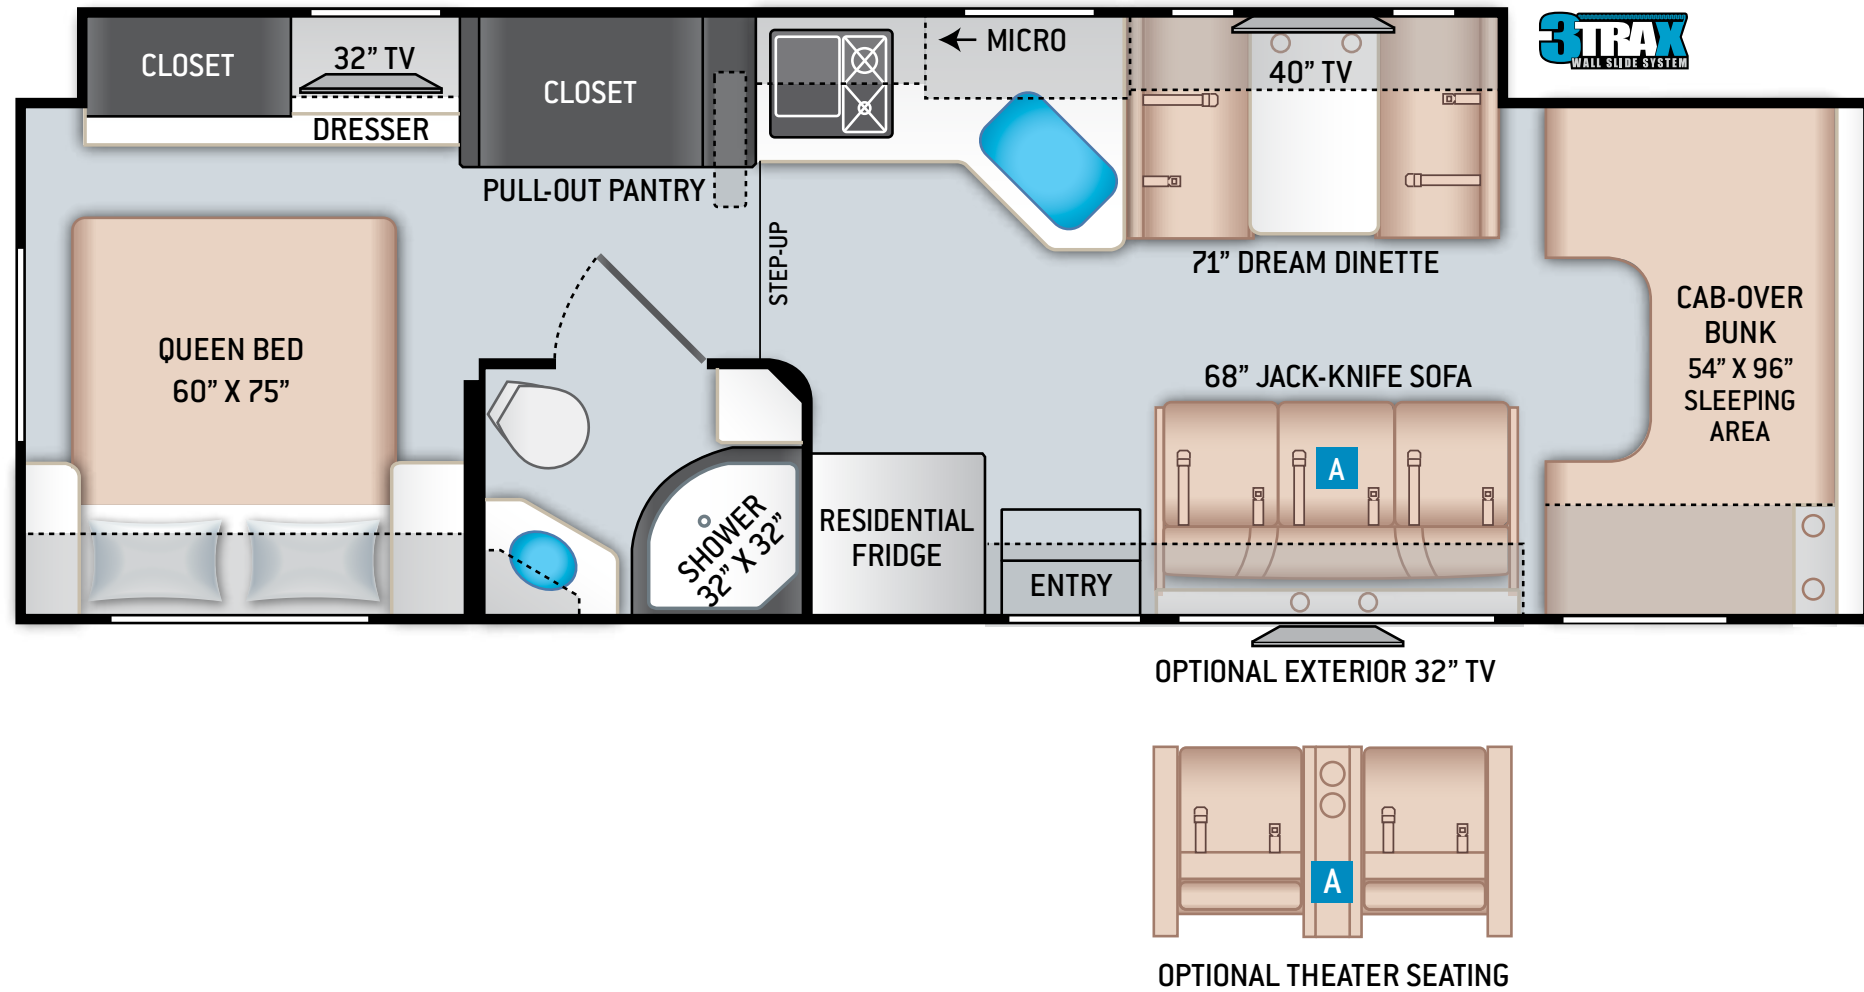 CLOSET
32” TV
DRESSER
CLOSET
PULL-OUT PANTRY
MICRO
40” TV
3TRAX
WALL SLIDE SYSTEM
STEP-UP
71” DREAM DINETTE
QUEEN BED
60” X 75”
CAB-OVER
BUNK
54” X 96”
SLEEPING
AREA
68” JACK-KNIFE SOFA
A
SHOWER
32” X 32”
RESIDENTIAL
FRIDGE
ENTRY
OPTIONAL EXTERIOR 32” TV
A
OPTIONAL THEATER SEATING